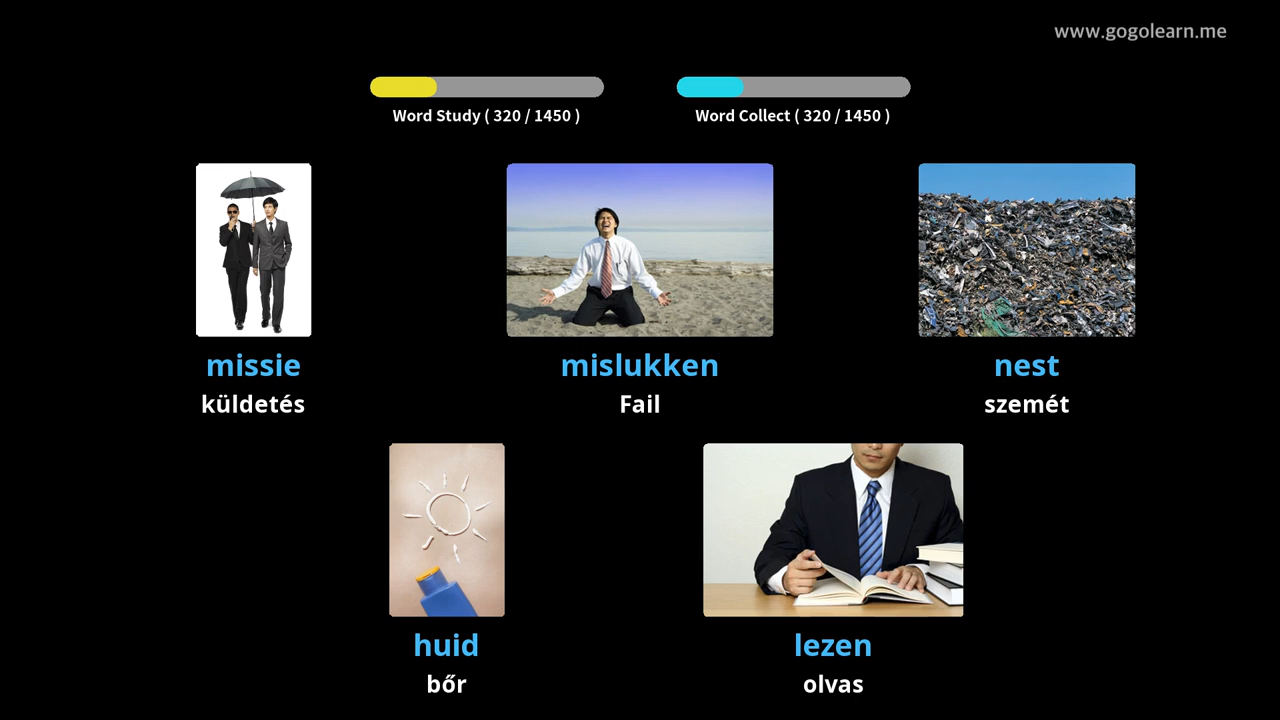 www.gogolearn.me
Word Study ( 320 / 1450 )
Word Collect ( 320 / 1450 )
missie
küldetés
mislukken
Fail
nest
szemét
huid
bőr
lezen
olvas